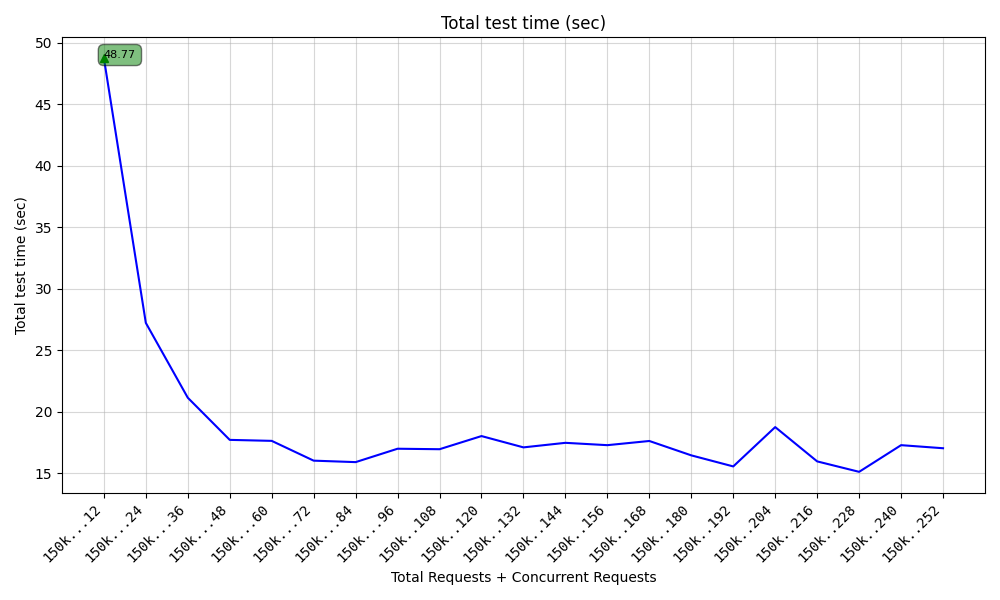 Total test time (sec)
50
48.77
45
40
35
30
25
20
15
Total test time (sec)
150k...12
150k...24
150k...36
150k...48
150k...60
150k...72
150k...84
150k...96
150k..108
150k..120
150k..132
150k..144
150k..156
150k..168
150k..180
150k..192
150k..204
150k..216
150k..228
150k..240
150k..252
Total Requests + Concurrent Requests